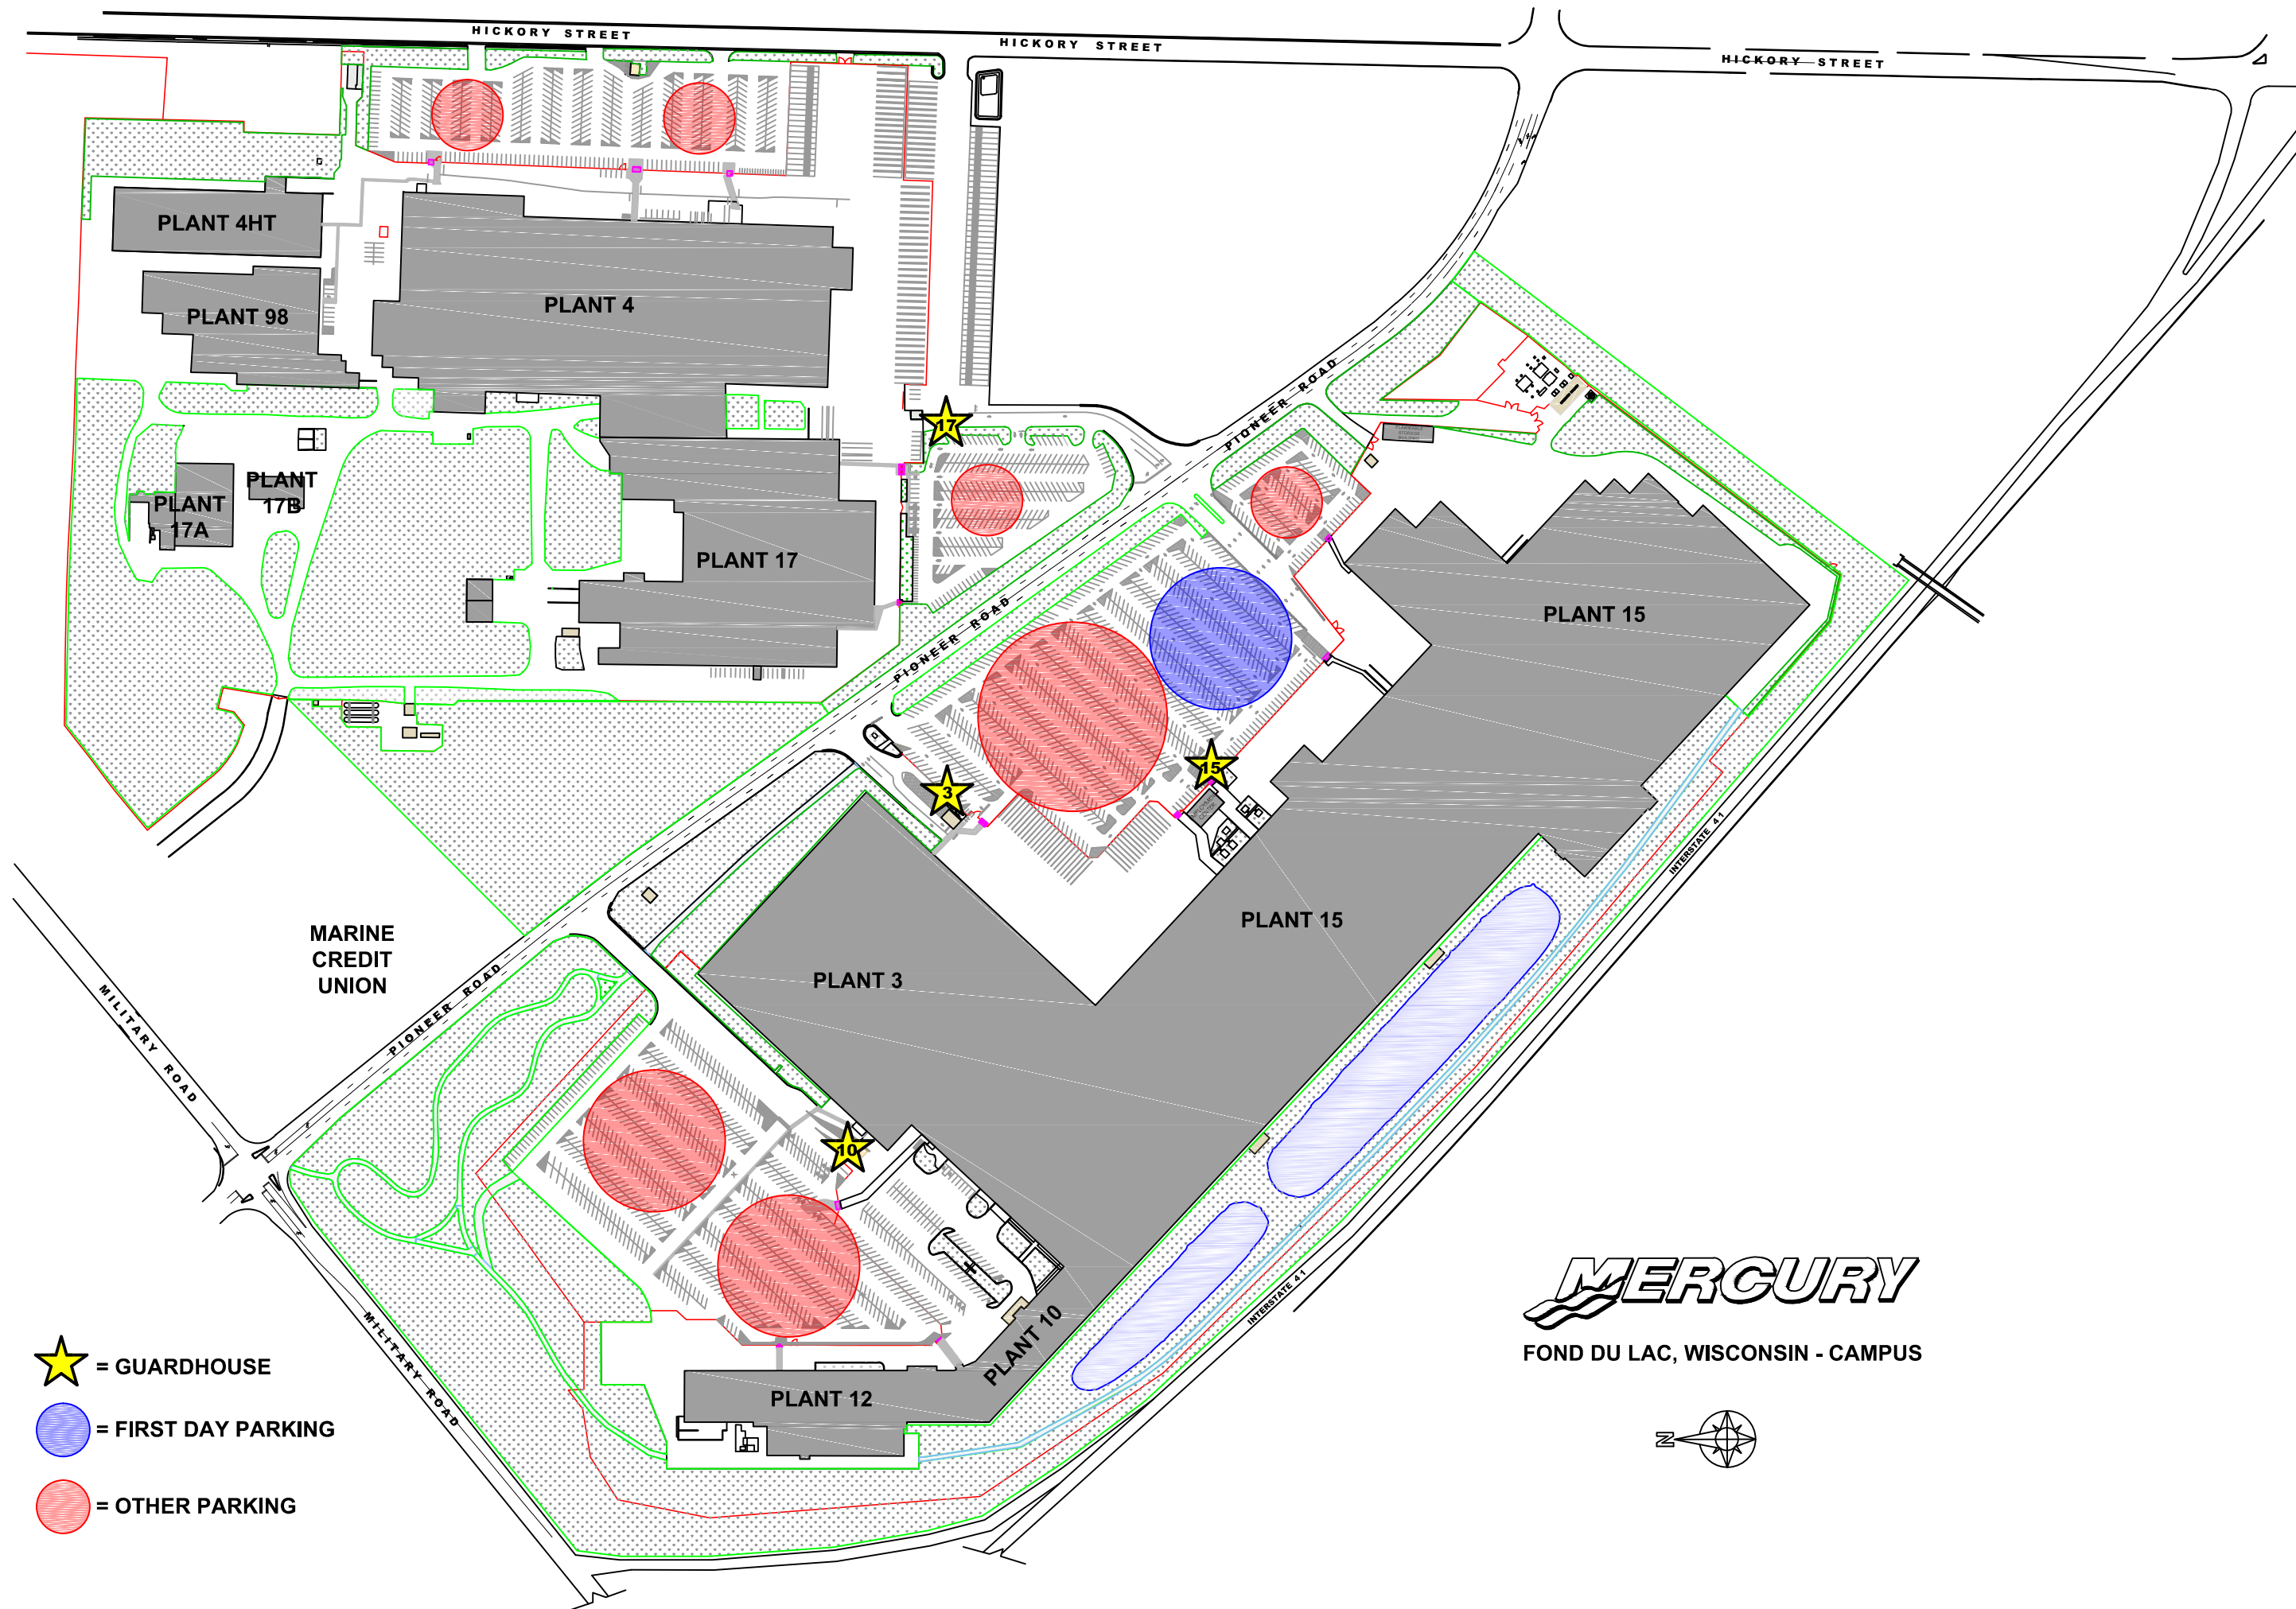 HICKORY STREET
HICKORY STREET
HICKORY STREET
PLANT 4HT
PLANT 98
PLANT 4
PLANT
17A
PLANT
17B
PLANT 17
17
PIONEER ROAD
PIONEER ROAD
PLANT 15
15
3
INTERSTATE 41
PLANT 15
PLANT 3
MARINE
CREDIT
UNION
PIONEER ROAD
MILITARY ROAD
10
INTERSTATE 41
MILITARY ROAD
PLANT 10
PLANT 12
MERCURY
FOND DU LAC, WISCONSIN - CAMPUS
N
= GUARDHOUSE
= FIRST DAY PARKING
= OTHER PARKING